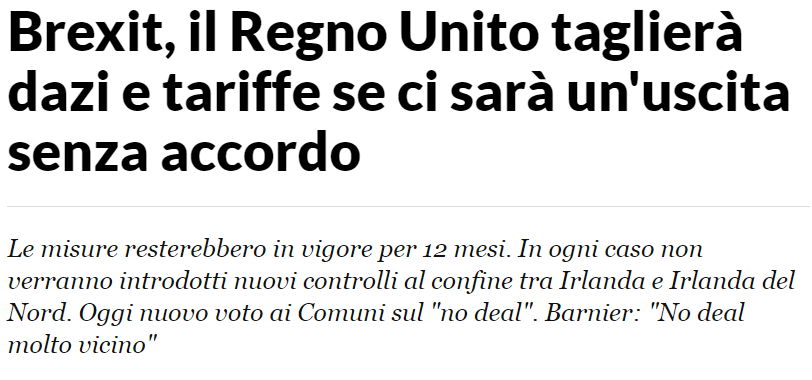 Brexit, il Regno Unito taglierà
dazi e tariffe se ci sarà un'uscita
senza accordo
Le misure resterebbero in vigore per 12 mesi. In ogni caso non
verranno introdotti nuovi controlli al confine tra Irlanda e Irlanda del
Nord. Oggi nuovo voto ai Comuni sul "no deal". Barnier: "No deal
molto vicino"